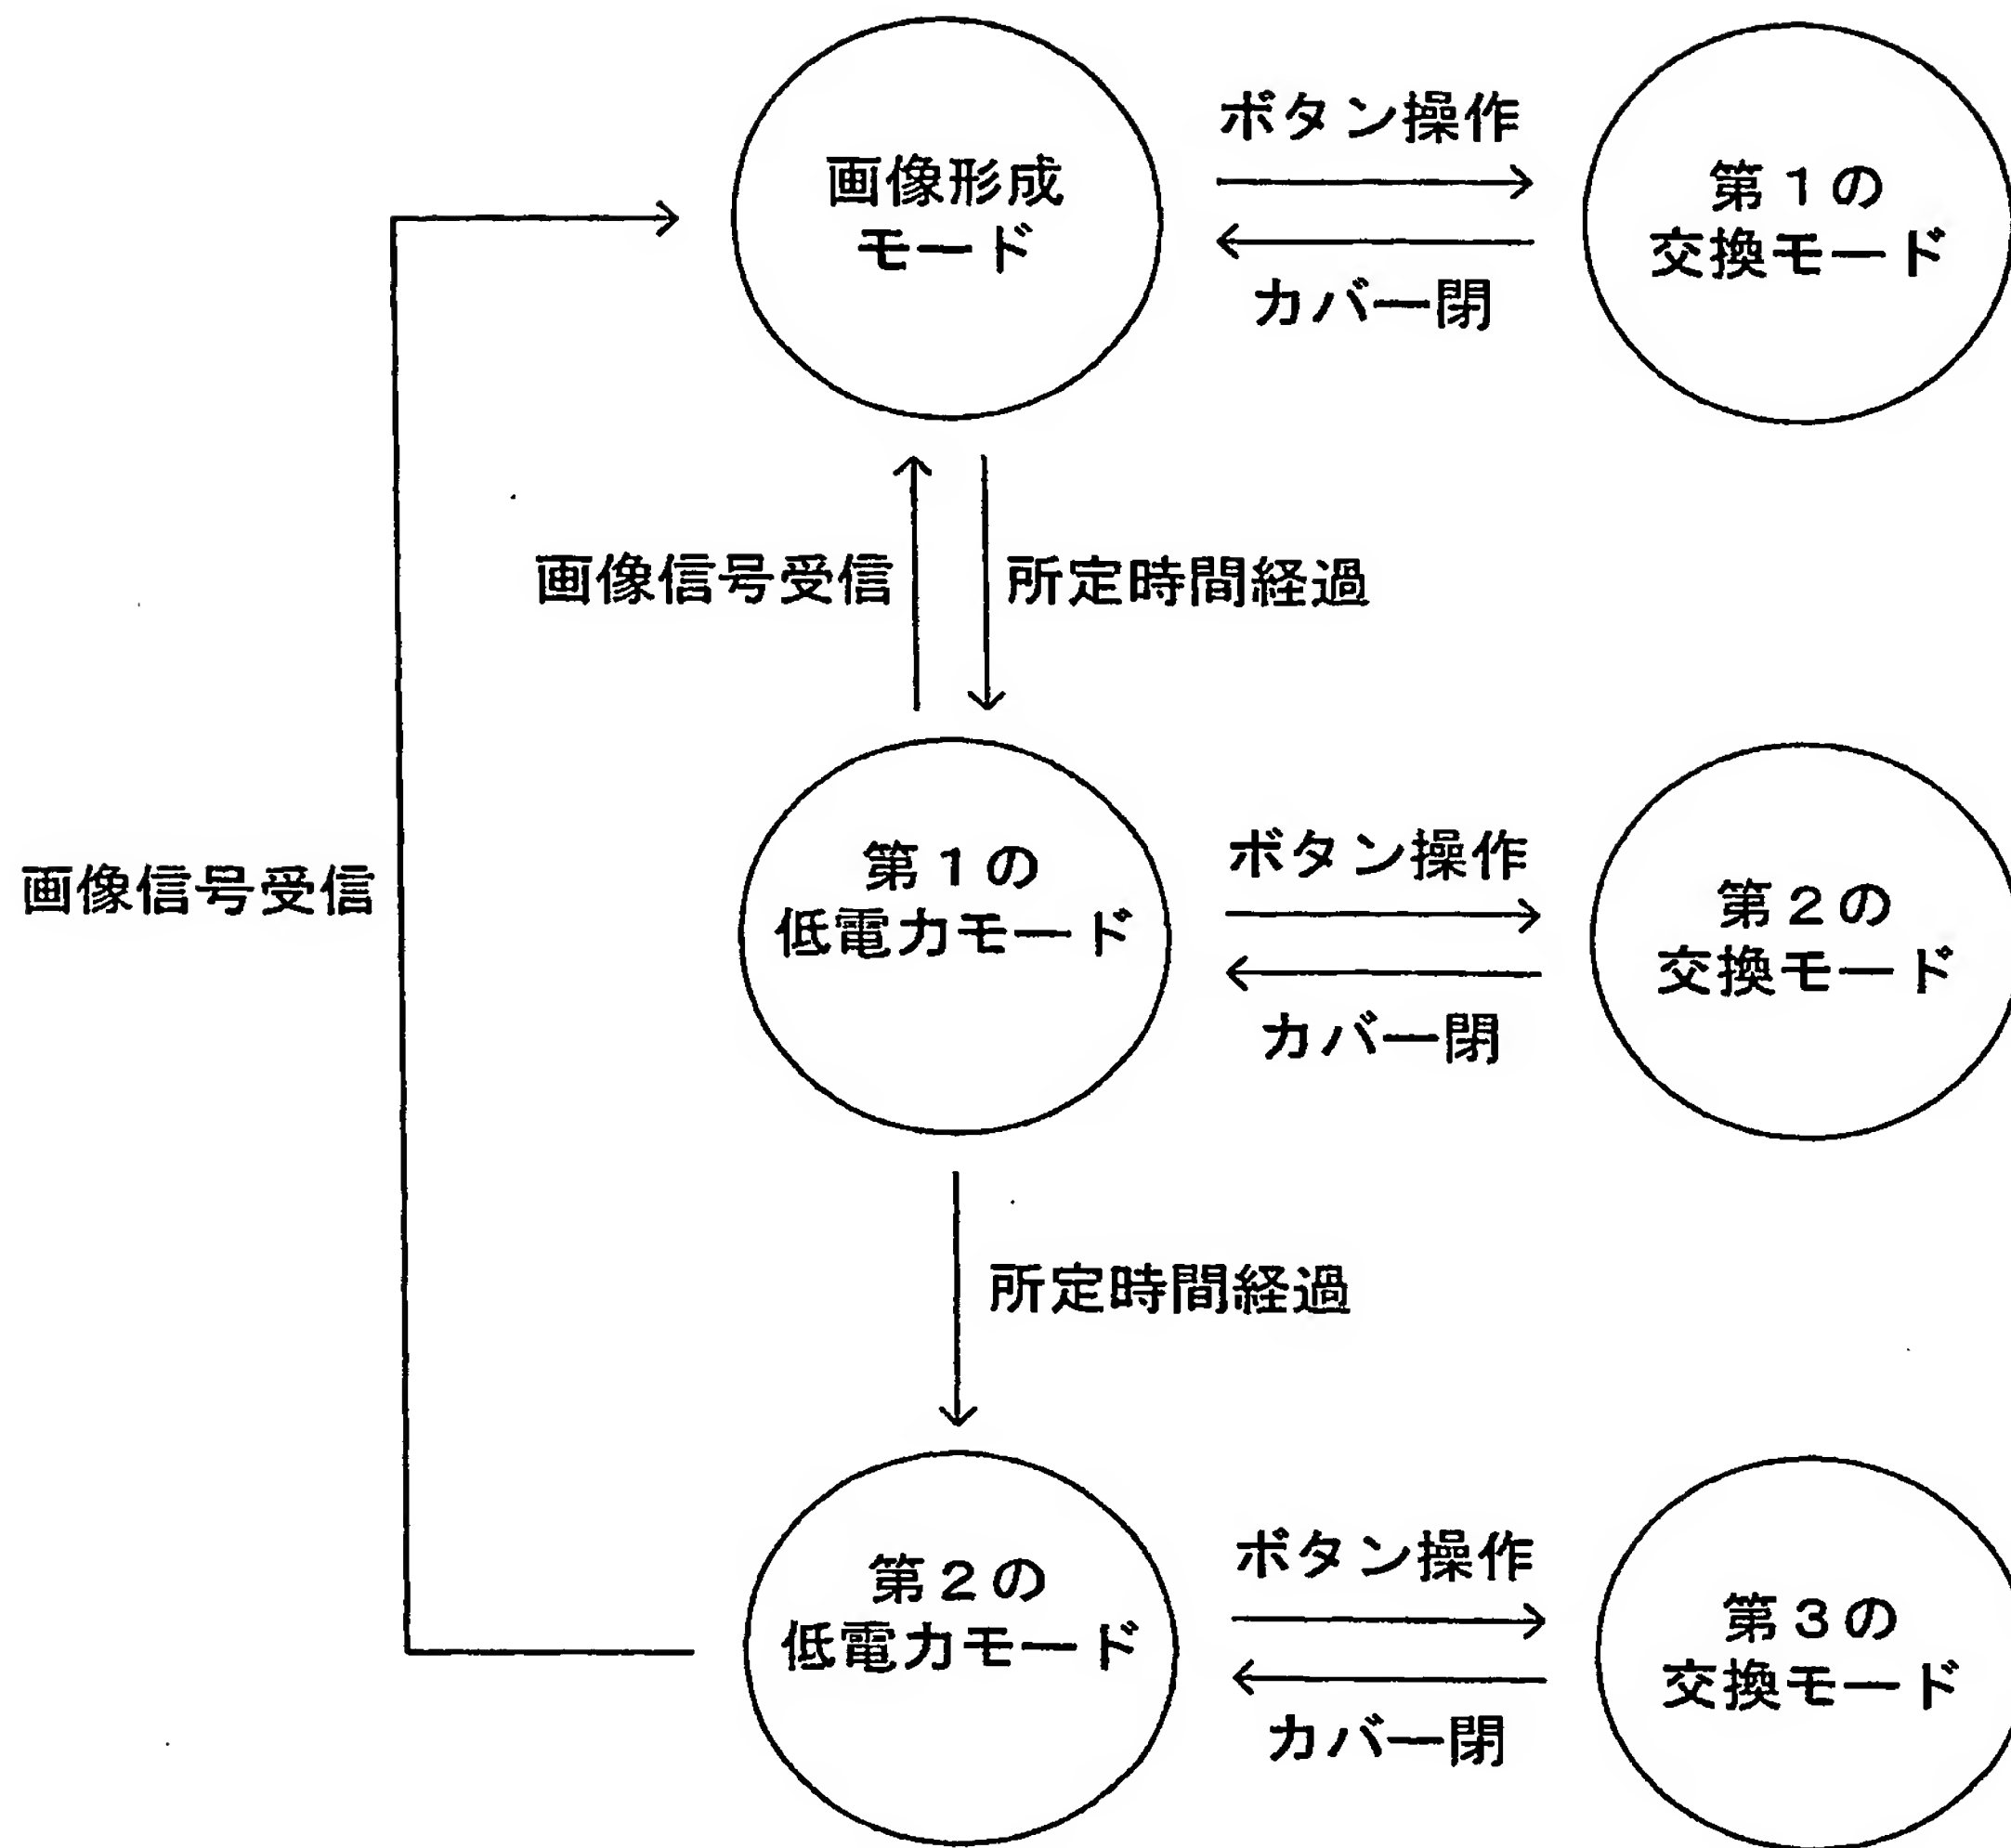 画像形成
モード
ボタン操作
カバー閉
第１の
交換モード
画像信号受信
所定時間経過
画像信号受信
第１の
低電力モード
ボタン操作
カバー閉
第２の
交換モード
所定時間経過
第２の
低電力モード
ボタン操作
カバー閉
第３の
交換モード